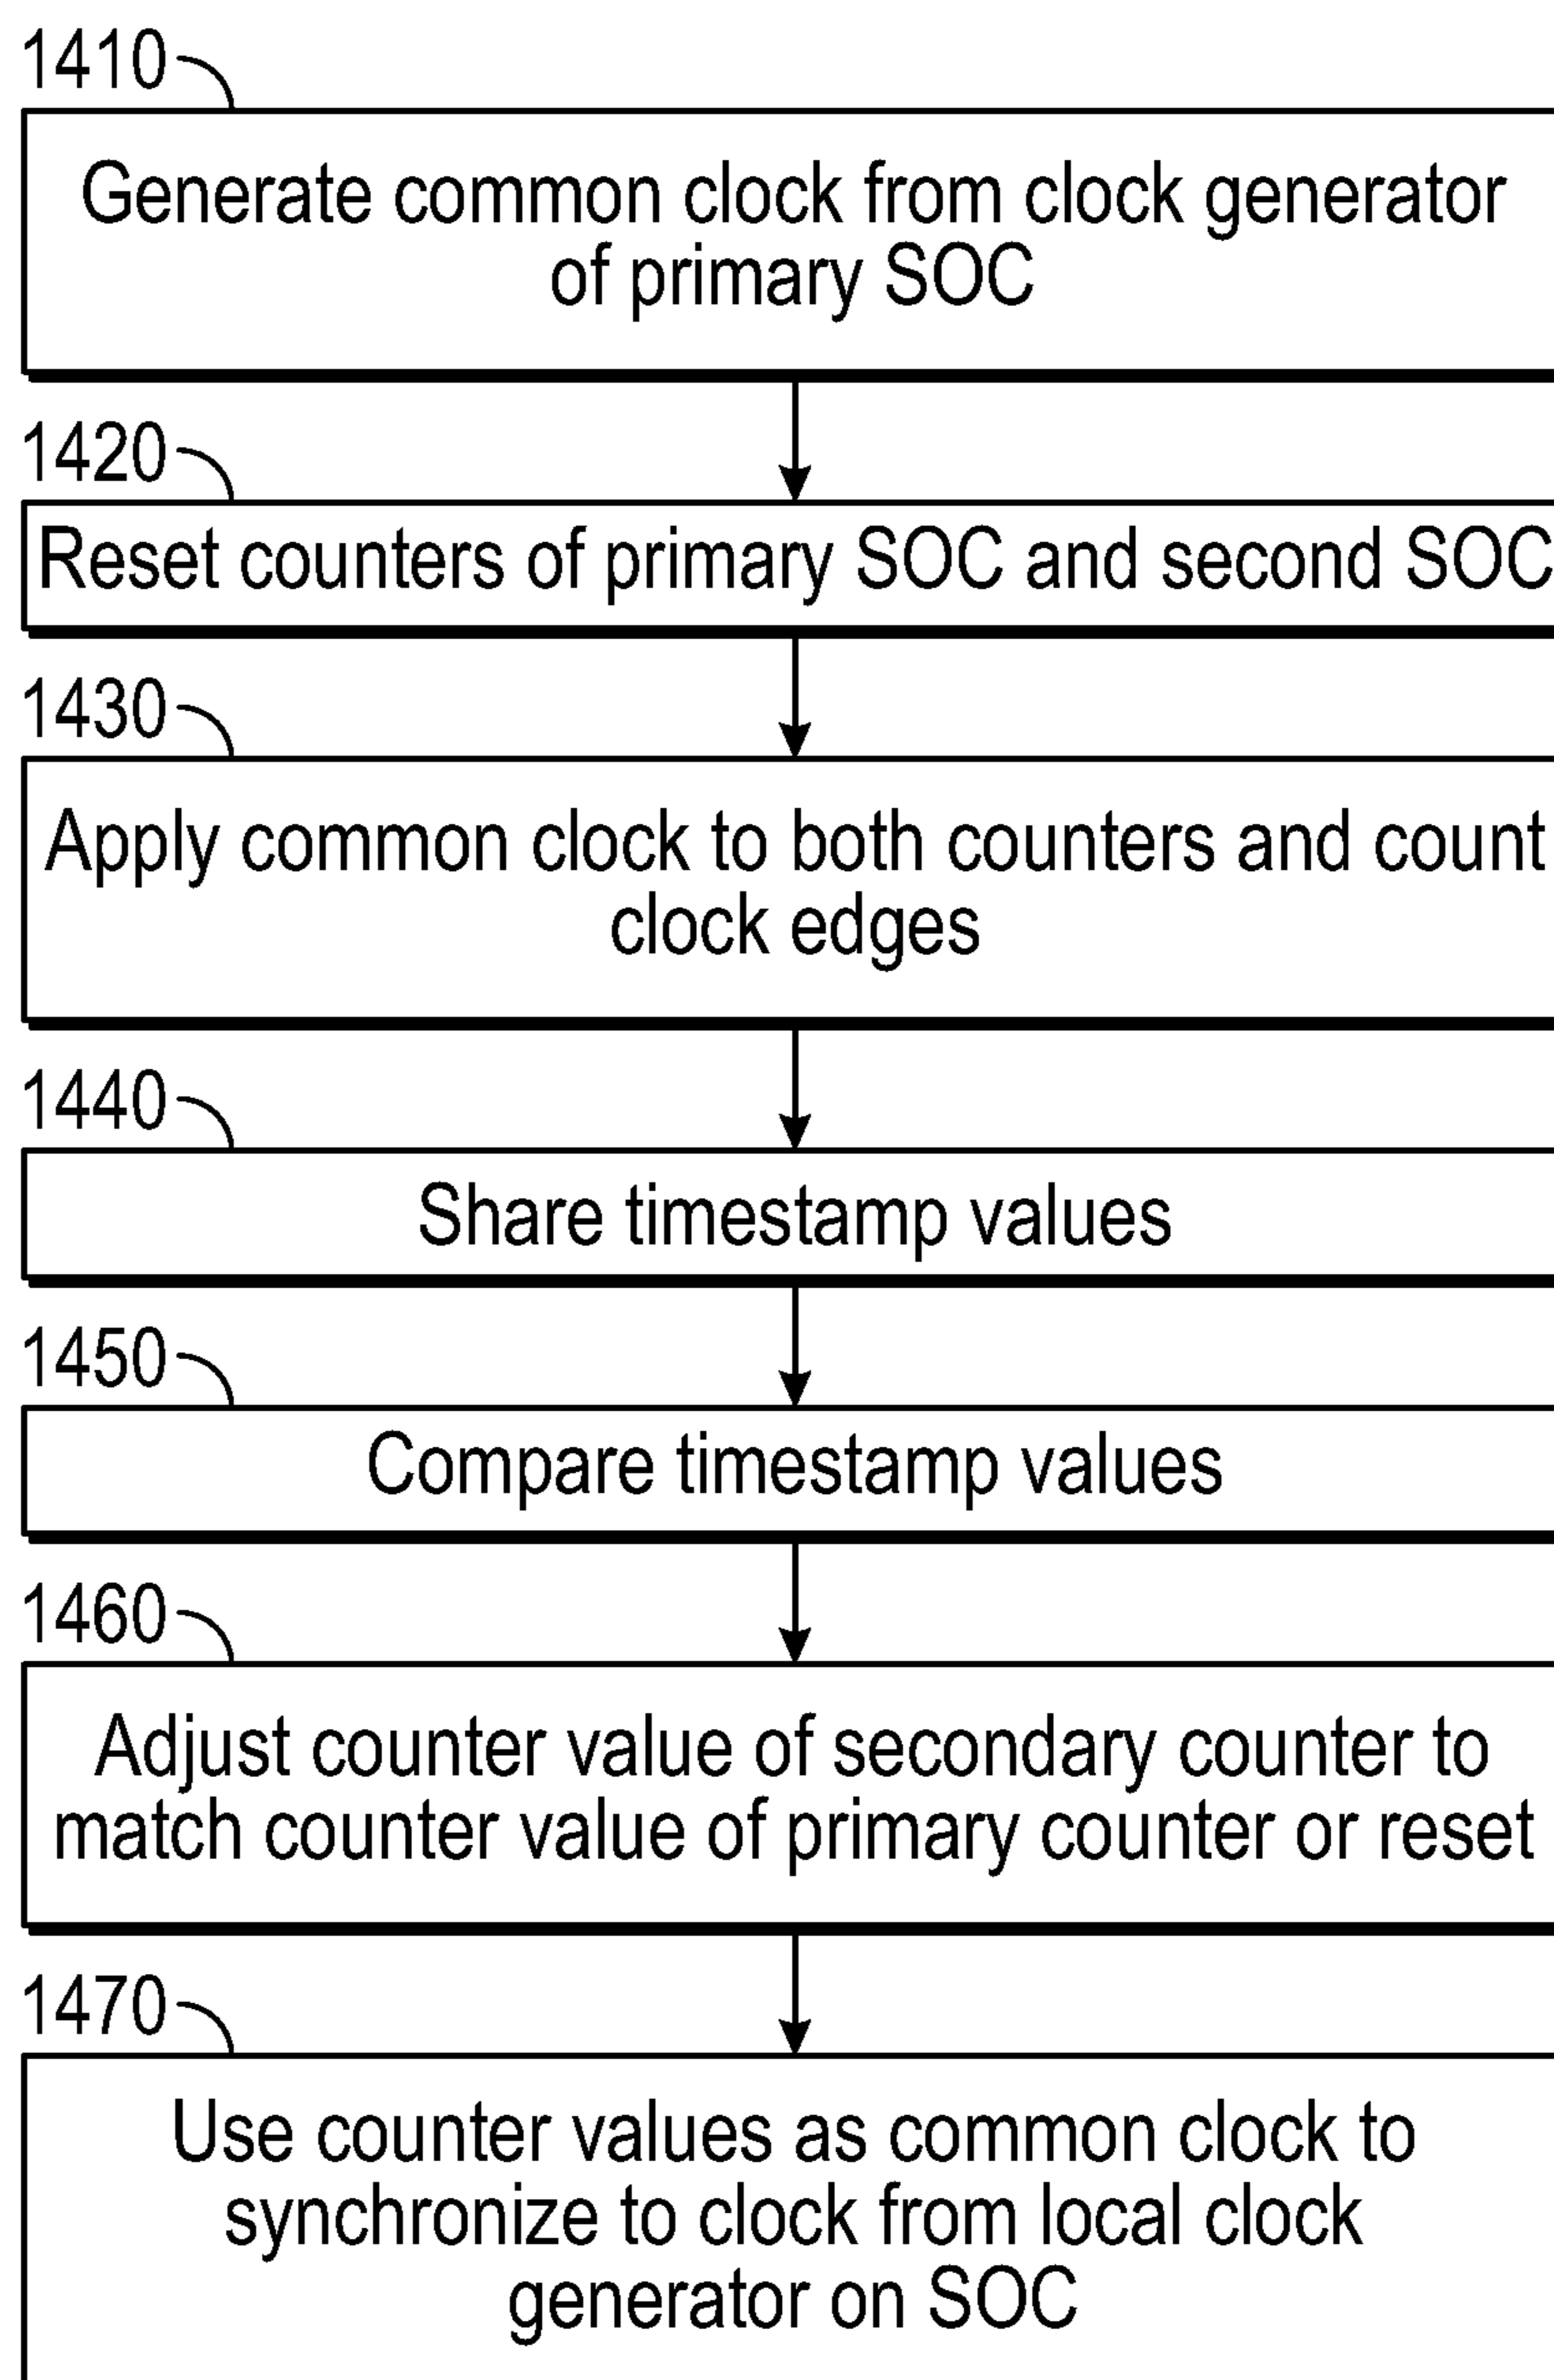 1410
Generate common clock from clock generator
of primary SOC
1420
Reset counters of primary SOC and second SOC
1430
Apply common clock to both counters and count
clock edges
1440
Share timestamp values
1450
Compare timestamp values
1460
Adjust counter value of secondary counter to
match counter value of primary counter or reset
1470
Use counter values as common clock to
synchronize to clock from local clock
generator on SOC